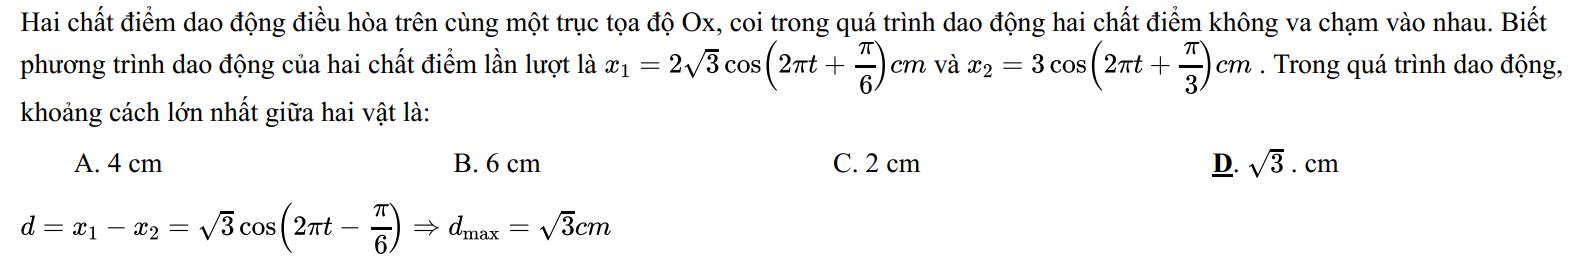 Hai chất điểm dao động điều hòa trên cùng một trục tọa độ Ox, coi trong quá trình dao động hai chất điểm không va chạm vào nhau. Biết
phương trình dao động của hai chất điểm lần lượt là $x_1 = 2\sqrt{3}\cos\left(2\pi t + \frac{\pi}{6}\right)cm$ và $x_2 = 3\cos\left(2\pi t + \frac{\pi}{3}\right)cm$ . Trong quá trình dao động,
khoảng cách lớn nhất giữa hai vật là:
A. 4 cm B. 6 cm C. 2 cm D. $\sqrt{3}$ . cm
$d = x_1 - x_2 = \sqrt{3}\cos\left(2\pi t - \frac{\pi}{6}\right) \Rightarrow d_{\max} = \sqrt{3}cm$